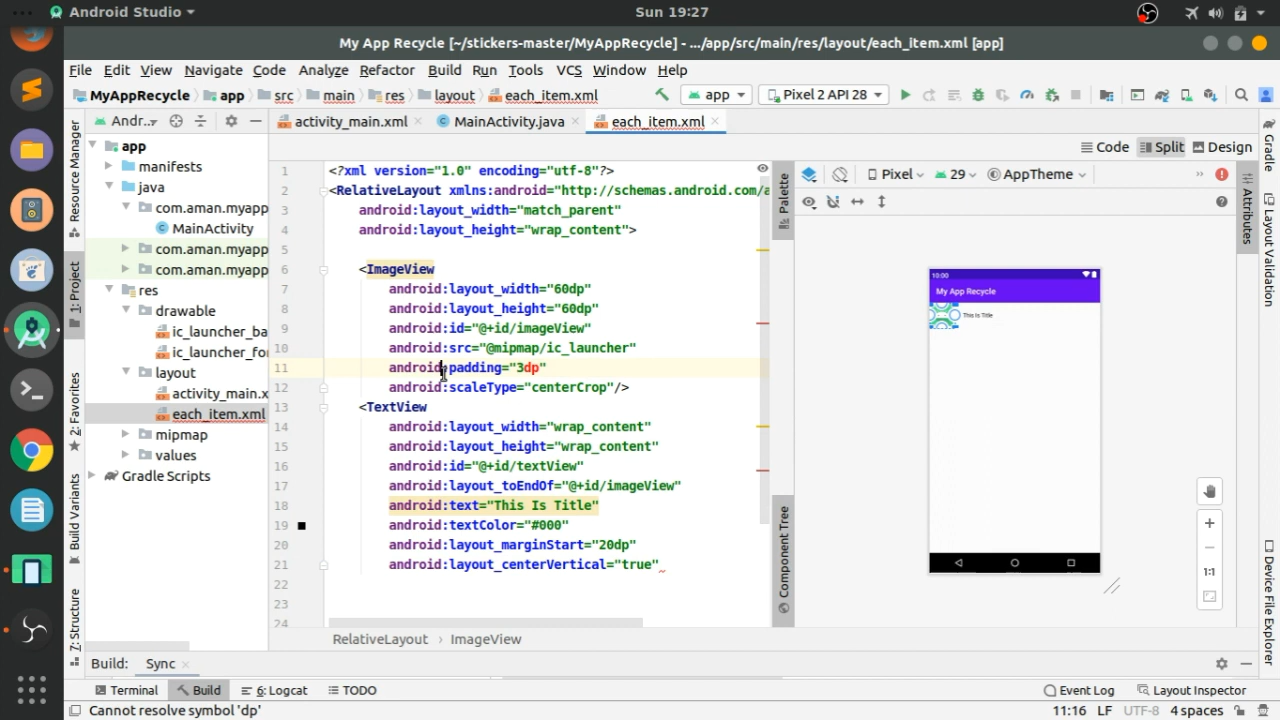 Android Studio
Sun 19:27
My App Recycle [~/stickers-master/MyAppRecycle] - .../app/src/main/res/layout/each_item.xml [app]
File Edit View Navigate Code Analyze Refactor Build Run Tools VCS Window Help
MyAppRecycle app src main res layout each_item.xml app Pixel 2 API 28
Andr... activity_main.xml MainActivity.java each_item.xml
Code Split Design
Resource Manager
1: Project
2: Favorites
Build Variants
7: Structure
app
manifests
java
com.aman.myapp
MainActivity
com.aman.myapp
com.aman.myapp
res
drawable
ic_launcher_ba
ic_launcher_fo
layout
activity_main.x
each_item.xml
mipmap
values
Gradle Scripts
1 <?xml version="1.0" encoding="utf-8"?>
2 <RelativeLayout xmlns:android="http://schemas.android.com/a
3 android:layout_width="match_parent"
4 android:layout_height="wrap_content">
5
6 <ImageView
7 android:layout_width="60dp"
8 android:layout_height="60dp"
9 android:id="@+id/imageView"
10 android:src="@mipmap/ic_launcher"
11 android:padding="3dp"
12 android:scaleType="centerCrop"/>
13 <TextView
14 android:layout_width="wrap_content"
15 android:layout_height="wrap_content"
16 android:id="@+id/textView"
17 android:layout_toEndOf="@+id/imageView"
18 android:text="This Is Title"
19 android:textColor="#000"
20 android:layout_marginStart="20dp"
21 android:layout_centerVertical="true"
22
23
24
RelativeLayout › ImageView
Palette
Component Tree
Pixel 29 AppTheme
10:00
My App Recycle
This Is Title
1:1
Attributes
Gradle
Layout Validation
Device File Explorer
Build: Sync
Terminal Build 6: Logcat TODO Event Log Layout Inspector
Cannot resolve symbol 'dp' 11:16 LF UTF-8 4 spaces